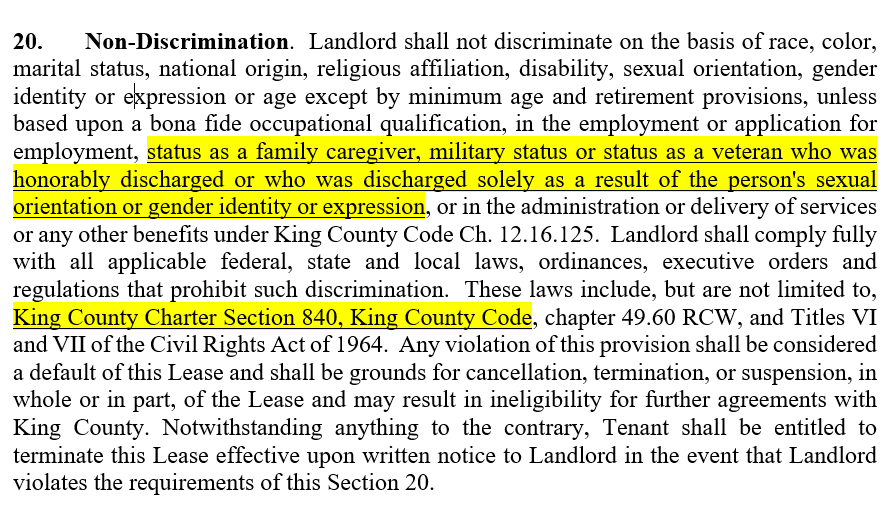 20. Non-Discrimination. Landlord shall not discriminate on the basis of race, color,
marital status, national origin, religious affiliation, disability, sexual orientation, gender
identity or expression or age except by minimum age and retirement provisions, unless
based upon a bona fide occupational qualification, in the employment or application for
employment, status as a family caregiver, military status or status as a veteran who was
honorably discharged or who was discharged solely as a result of the person's sexual
orientation or gender identity or expression, or in the administration or delivery of services
or any other benefits under King County Code Ch. 12.16.125. Landlord shall comply fully
with all applicable federal, state and local laws, ordinances, executive orders and
regulations that prohibit such discrimination. These laws include, but are not limited to,
King County Charter Section 840, King County Code, chapter 49.60 RCW, and Titles VI
and VII of the Civil Rights Act of 1964. Any violation of this provision shall be considered
a default of this Lease and shall be grounds for cancellation, termination, or suspension, in
whole or in part, of the Lease and may result in ineligibility for further agreements with
King County. Notwithstanding anything to the contrary, Tenant shall be entitled to
terminate this Lease effective upon written notice to Landlord in the event that Landlord
violates the requirements of this Section 20.